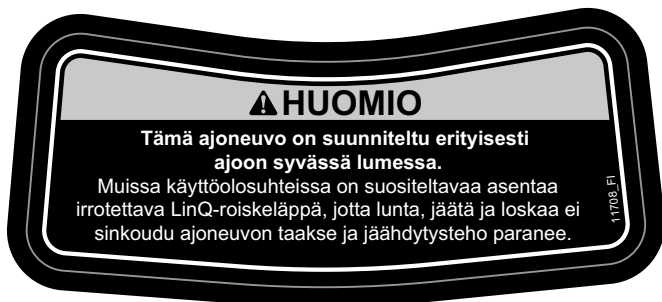 HUOMIO
Tämä ajoneuvo on suunniteltu erityisesti
ajoon syvässä lumessa.
Muissa käyttöolosuhteissa on suositeltavaa asentaa
irrotettava LinQ-roiskeläppä, jotta lunta, jäätä ja loskaa ei
sinkoudu ajoneuvon taakse ja jäähdytysteho paranee.
11708_FI